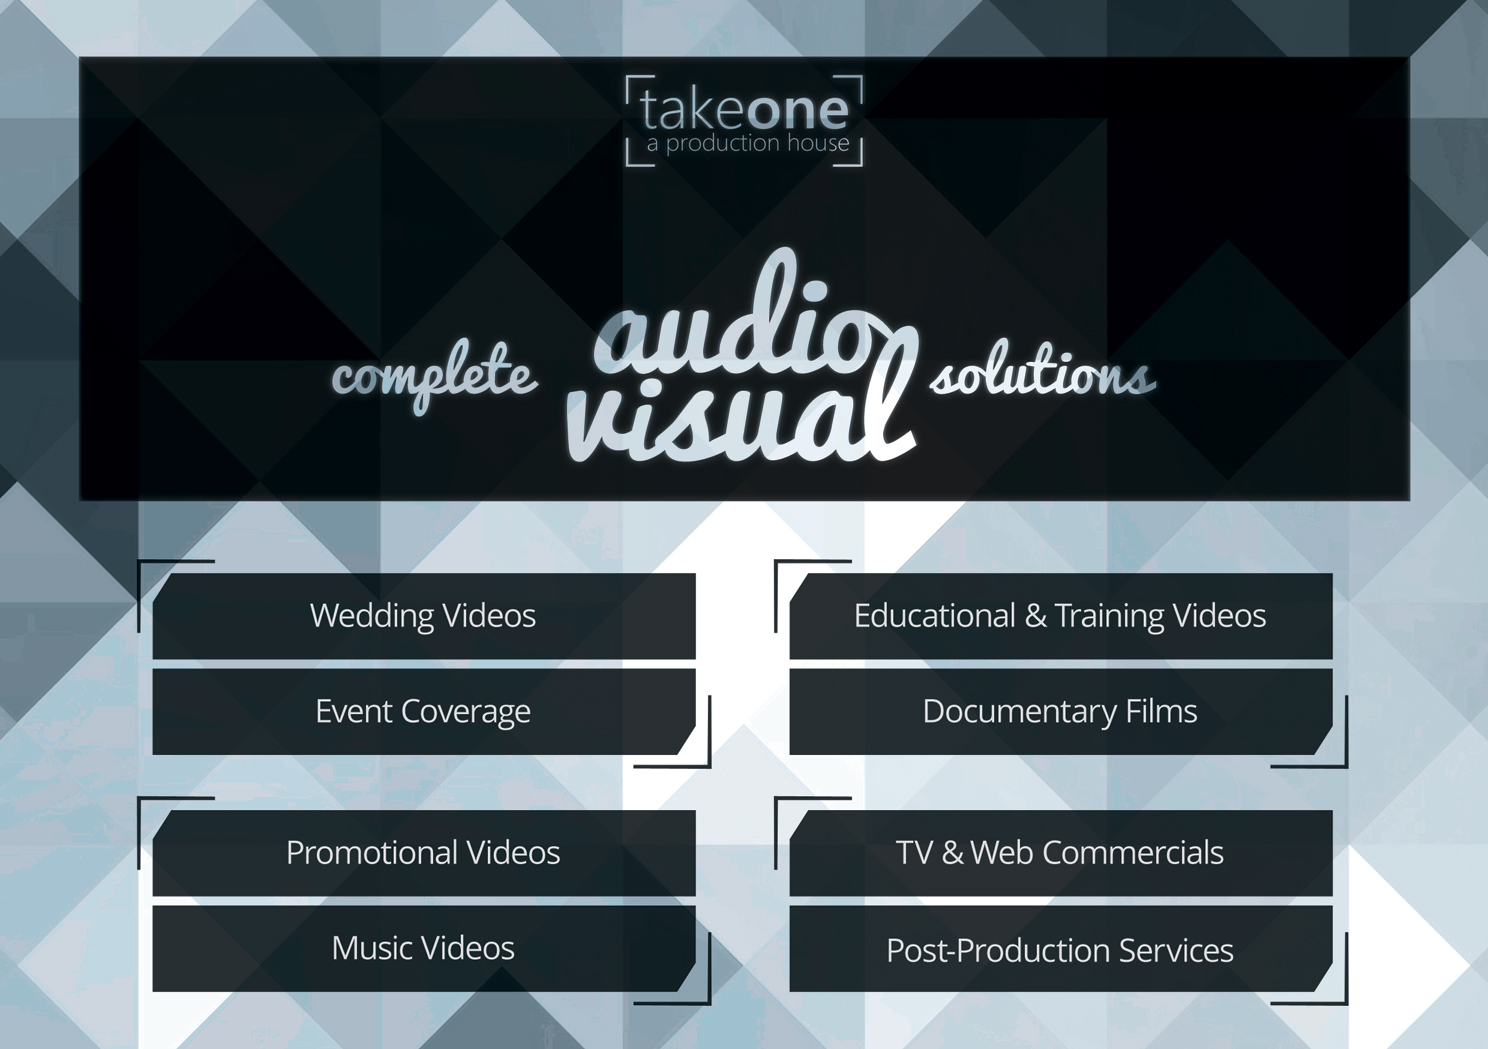 takeone
a production house
complete audio visual solutions
Wedding Videos
Event Coverage
Educational & Training Videos
Documentary Films
Promotional Videos
Music Videos
TV & Web Commercials
Post-Production Services